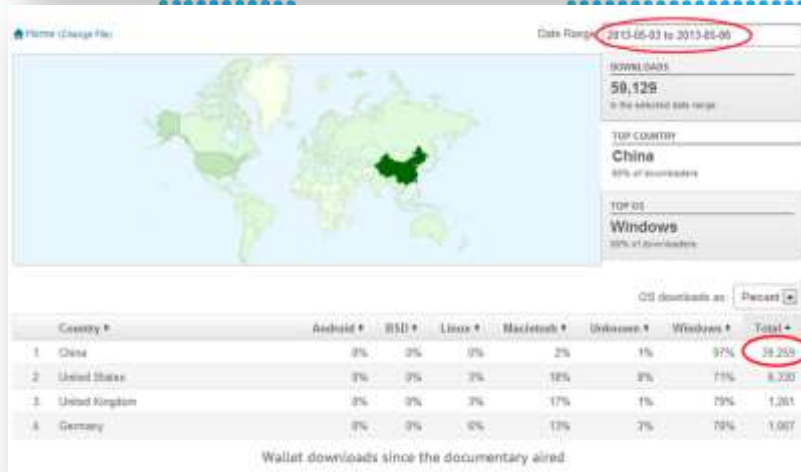 Home (Change File)
Date Range: 2013-05-03 to 2013-05-06
DOWNLOADS
59,129
In the selected date range
TOP COUNTRY
China
of downloaders
TOP OS
Windows
of downloaders
OS downloads as: Percent
Country Android BSD Linux Macintosh Unknown Windows Total
1. China 0% 0% 0% 2% 1% 97% 39,259
2. United States 0% 0% 3% 18% 8% 71%
3. United Kingdom 0% 0% 3% 17% 1% 79% 1,261
4. Germany 0% 0% 6% 13% 79%
Wallet downloads since the documentary aired